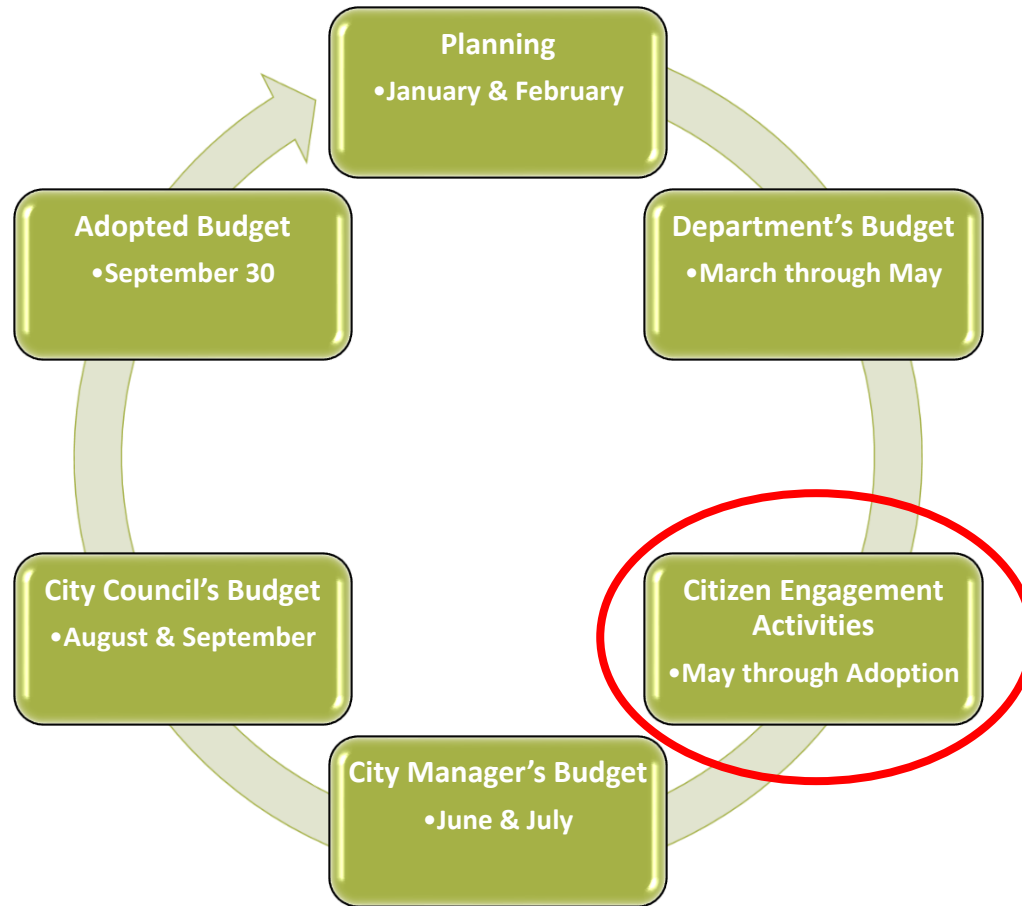 Planning
•January & February
Department's Budget
•March through May
Citizen Engagement
Activities
•May through Adoption
City Manager's Budget
•June & July
City Council's Budget
•August & September
Adopted Budget
•September 30